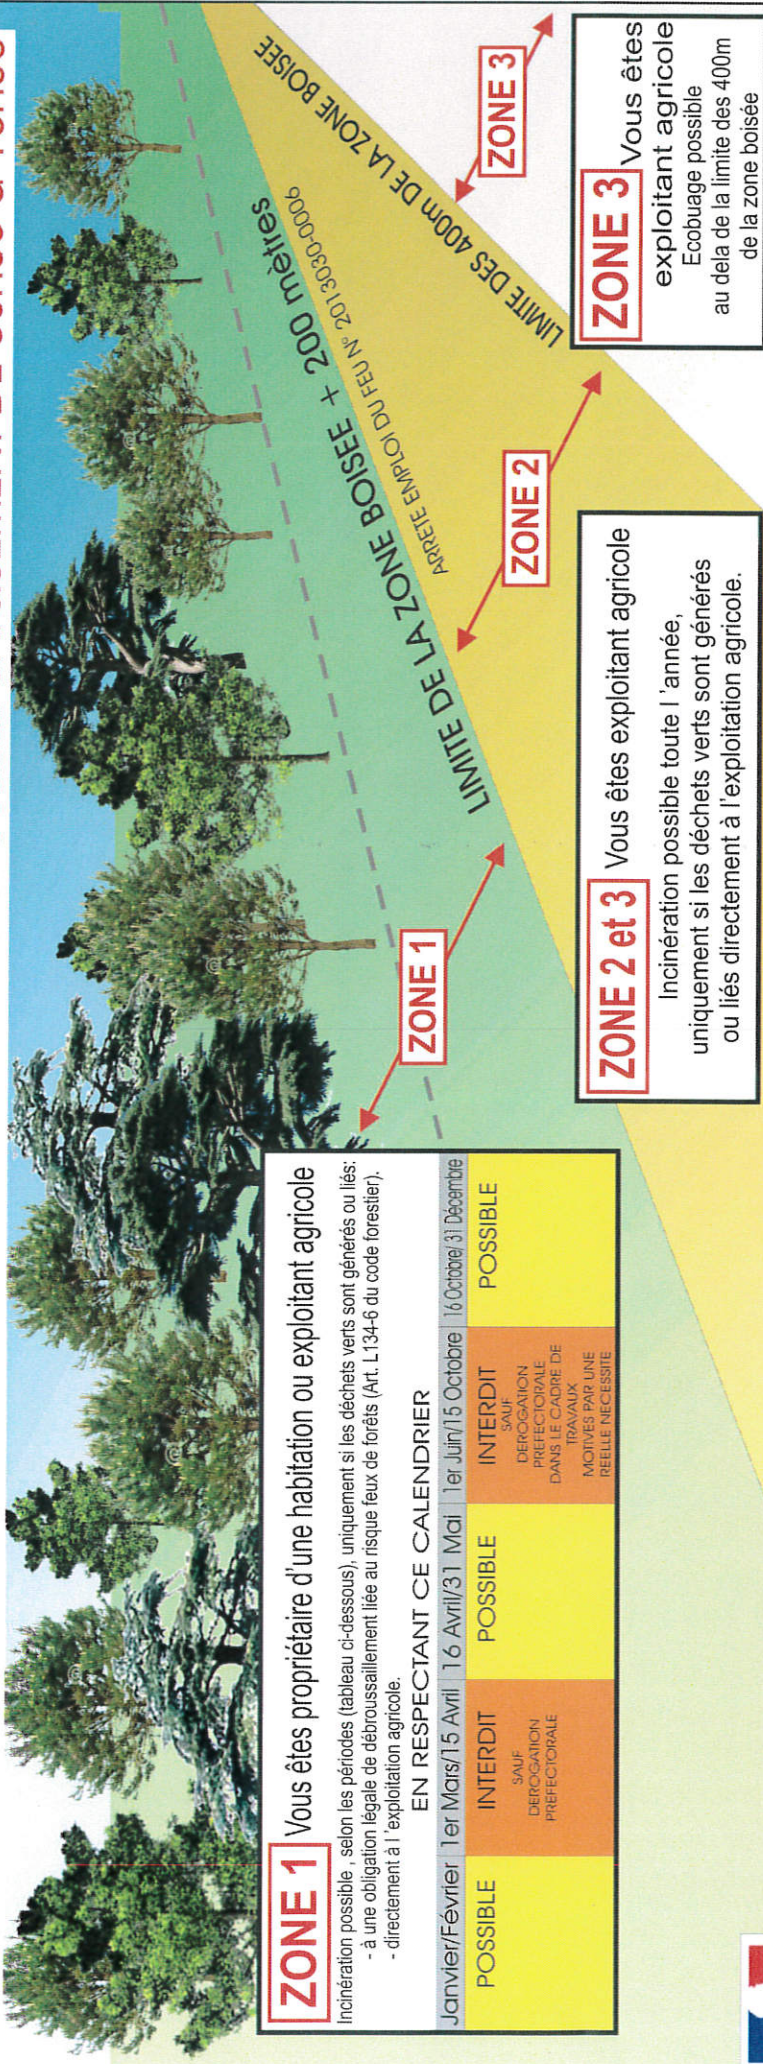 ZONE 1 Vous êtes propriétaire d'une habitation ou exploitant agricole
Incinération possible , selon les périodes (tableau ci-dessous), uniquement si les déchets verts sont générés ou liés:
- à une obligation légale de débroussaillement liée au risque feux de forêts (Art. L134-6 du code forestier).
- directement à l'exploitation agricole.
EN RESPECTANT CE CALENDRIER
Janvier/Février
POSSIBLE
1er Mars/15 Avril
INTERDIT
SAUF
DEROGATION
PREFECTORALE
16 Avril/31 Mai
POSSIBLE
1er Juin/15 Octobre
INTERDIT
SAUF
DEROGATION
PREFECTORALE
DANS LE CADRE DE
TRAVAUX
MOTIVES PAR UNE
REELLE NECESSITE
16 Octobre/ 31 Décembre
POSSIBLE
ZONE 1
LIMITE DE LA ZONE BOISEE + 200 mètres
ARRETE EMPLOI DU FEU N° 2013030-0006
ZONE 2
LIMITE DES 400m DE LA ZONE BOISEE
ZONE 3
ZONE 2 et 3 Vous êtes exploitant agricole
Incinération possible toute l 'année,
uniquement si les déchets verts sont générés
ou liés directement à l'exploitation agricole.
ZONE 3 Vous êtes
exploitant agricole
Ecobuage possible
au dela de la limite des 400m
de la zone boisée